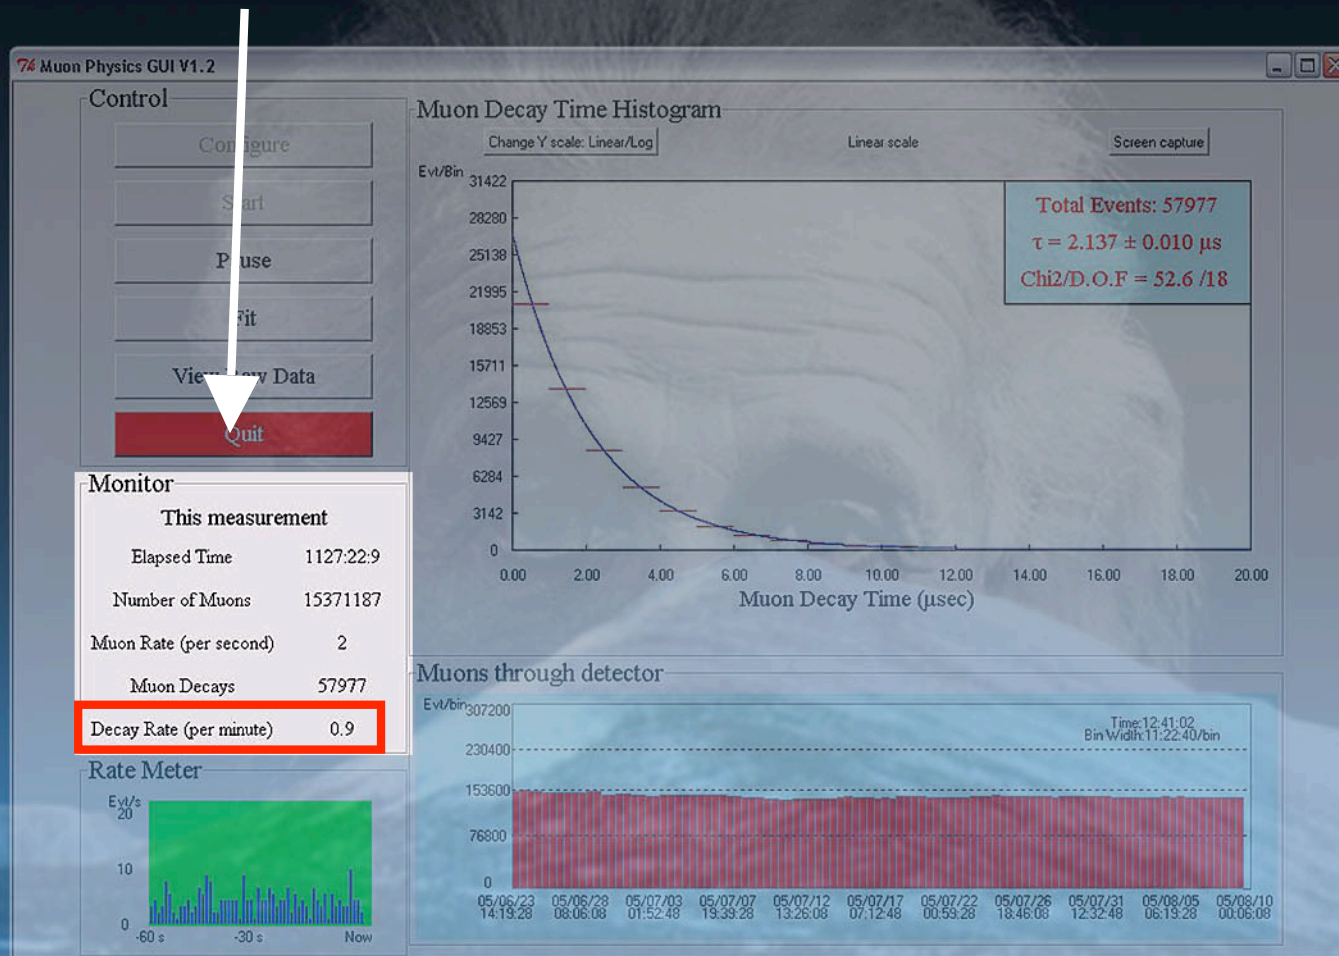 7% Muon Physics GUI V1.2
Control
Configure
Start
Pause
Fit
View Raw Data
Quit
Monitor
This measurement
Elapsed Time 1127:22:9
Number of Muons 15371187
Muon Rate (per second) 2
Muon Decays 57977
Decay Rate (per minute) 0.9
Rate Meter
Evt/s
20
10
0
-60 s -30 s Now
Muon Decay Time Histogram
Change Y scale: Linear/Log Linear scale Screen capture
Evt/Bin
31422
28280
25138
21995
18853
15711
12569
9427
6284
3142
0
0.00 2.00 4.00 6.00 8.00 10.00 12.00 14.00 16.00 18.00 20.00
Muon Decay Time (μsec)
Total Events: 57977
τ = 2.137 ± 0.010 μs
Chi2/D.O.F = 52.6 /18
Muons through detector
Evt/bin
307200
230400
153600
76800
0
Time:12:41:02
Bin Width:11:22:40/bin
05/06/23 05/06/28 05/07/03 05/07/07 05/07/12 05/07/17 05/07/22 05/07/26 05/07/31 05/08/05 05/08/10
14:19:28 08:06:08 01:52:48 19:39:28 13:26:08 07:12:48 00:59:28 18:46:08 12:32:48 06:19:28 00:06:08